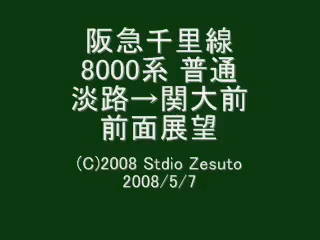 阪急千里線
8000系 普通
淡路→関大前
前面展望
(C)2008 Stdio Zesuto
2008/5/7